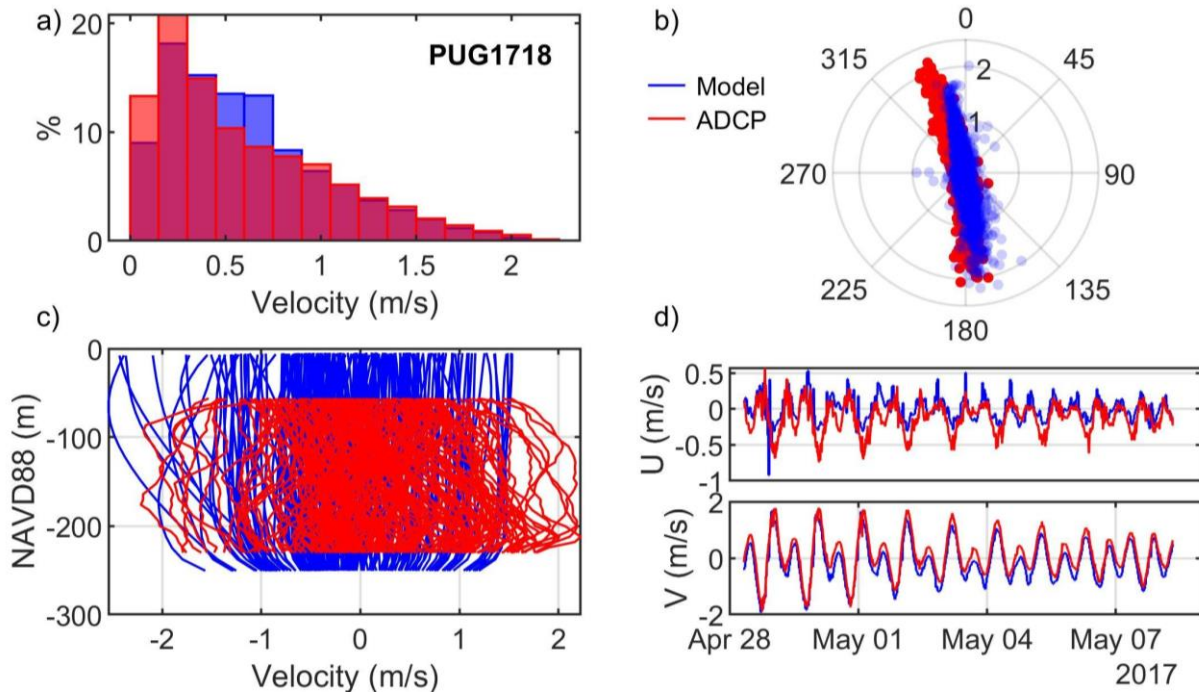 a)
20
10
0
%
PUG1718
0 0.5 1 1.5 2
Velocity (m/s)
b)
0
45
90
135
180
225
270
315
1
2
Model
ADCP
c)
0
-100
-200
-300
NAVD88 (m)
-2 -1 0 1 2
Velocity (m/s)
d)
0.5
0
-0.5
-1
U (m/s)
2
0
-2
V (m/s)
Apr 28 May 01 May 04 May 07
2017